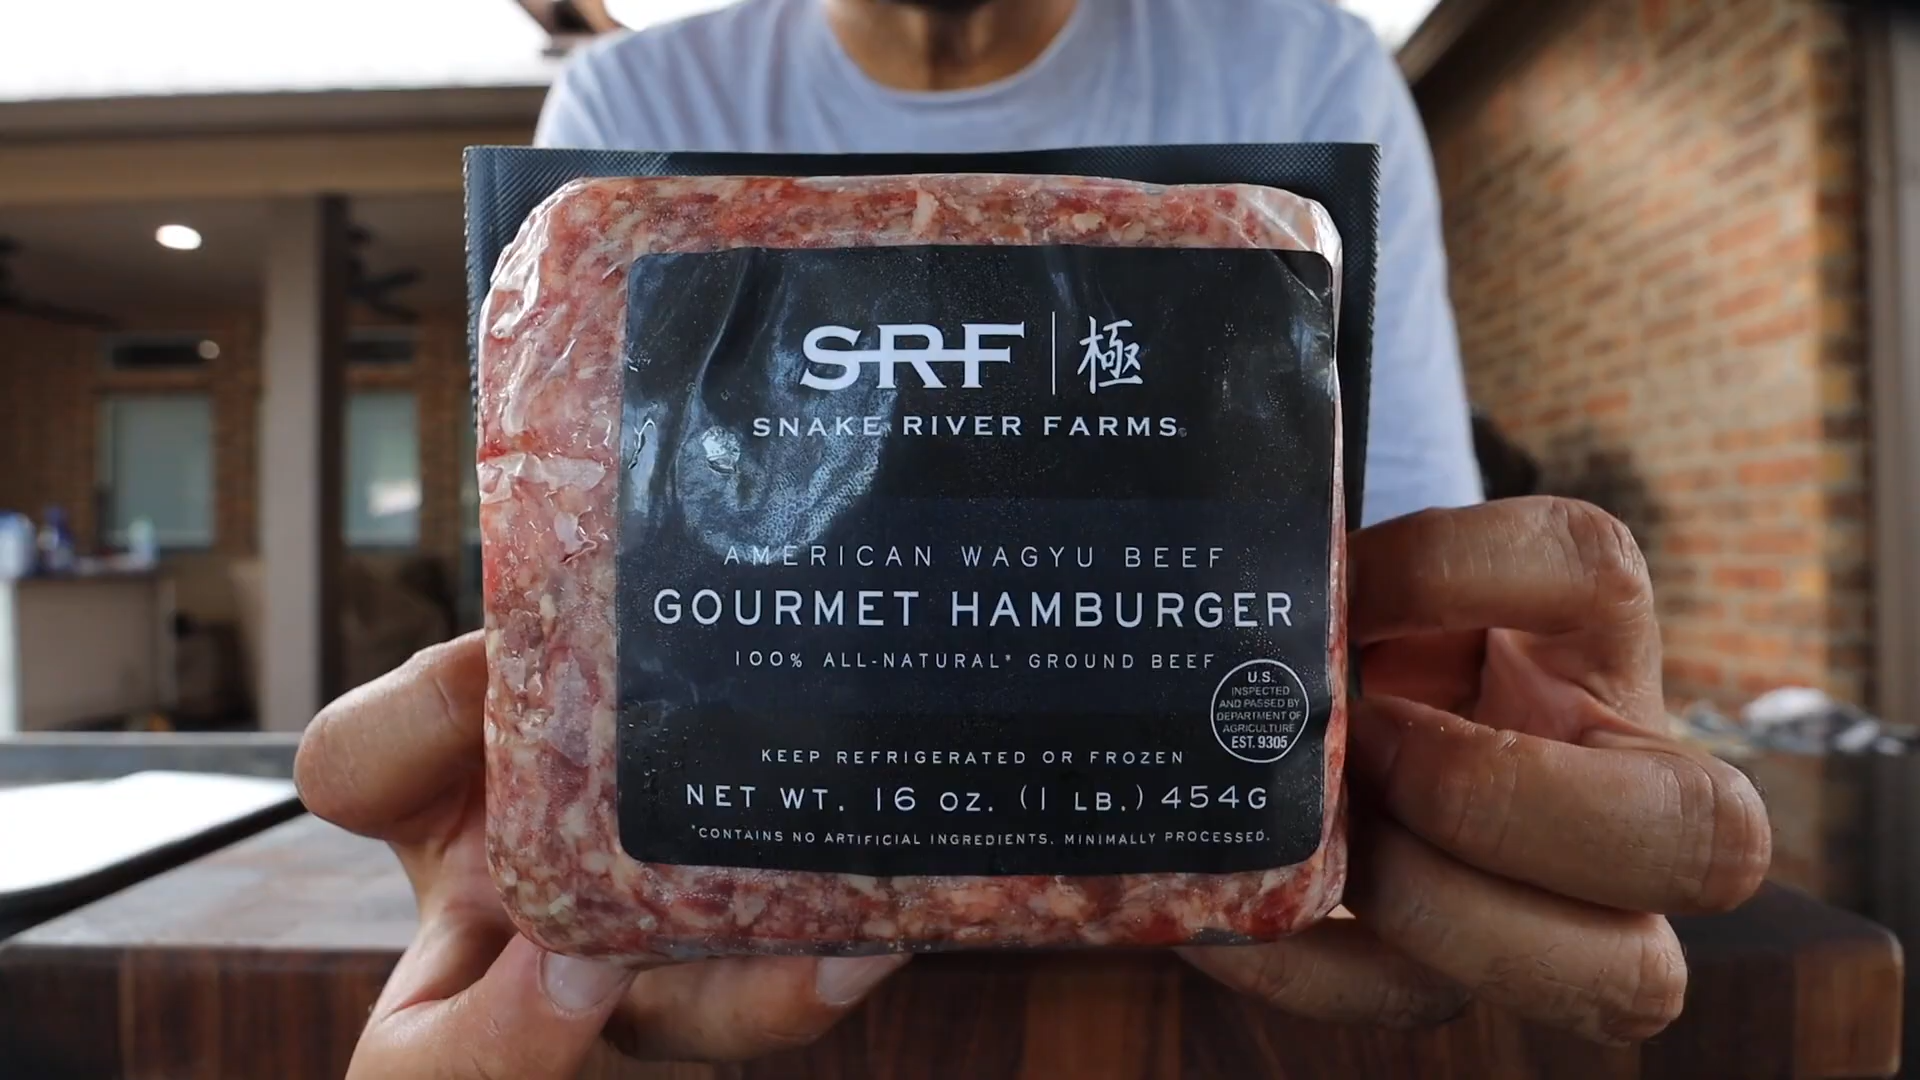 SRF | 極
SNAKE RIVER FARMS®
AMERICAN WAGYU BEEF
GOURMET HAMBURGER
100% ALL-NATURAL* GROUND BEEF
U.S.
INSPECTED
AND PASSED BY
DEPARTMENT OF
AGRICULTURE
EST. 9305
KEEP REFRIGERATED OR FROZEN
NET WT. 16 OZ. (1 LB.) 454G
*CONTAINS NO ARTIFICIAL INGREDIENTS, MINIMALLY PROCESSED.